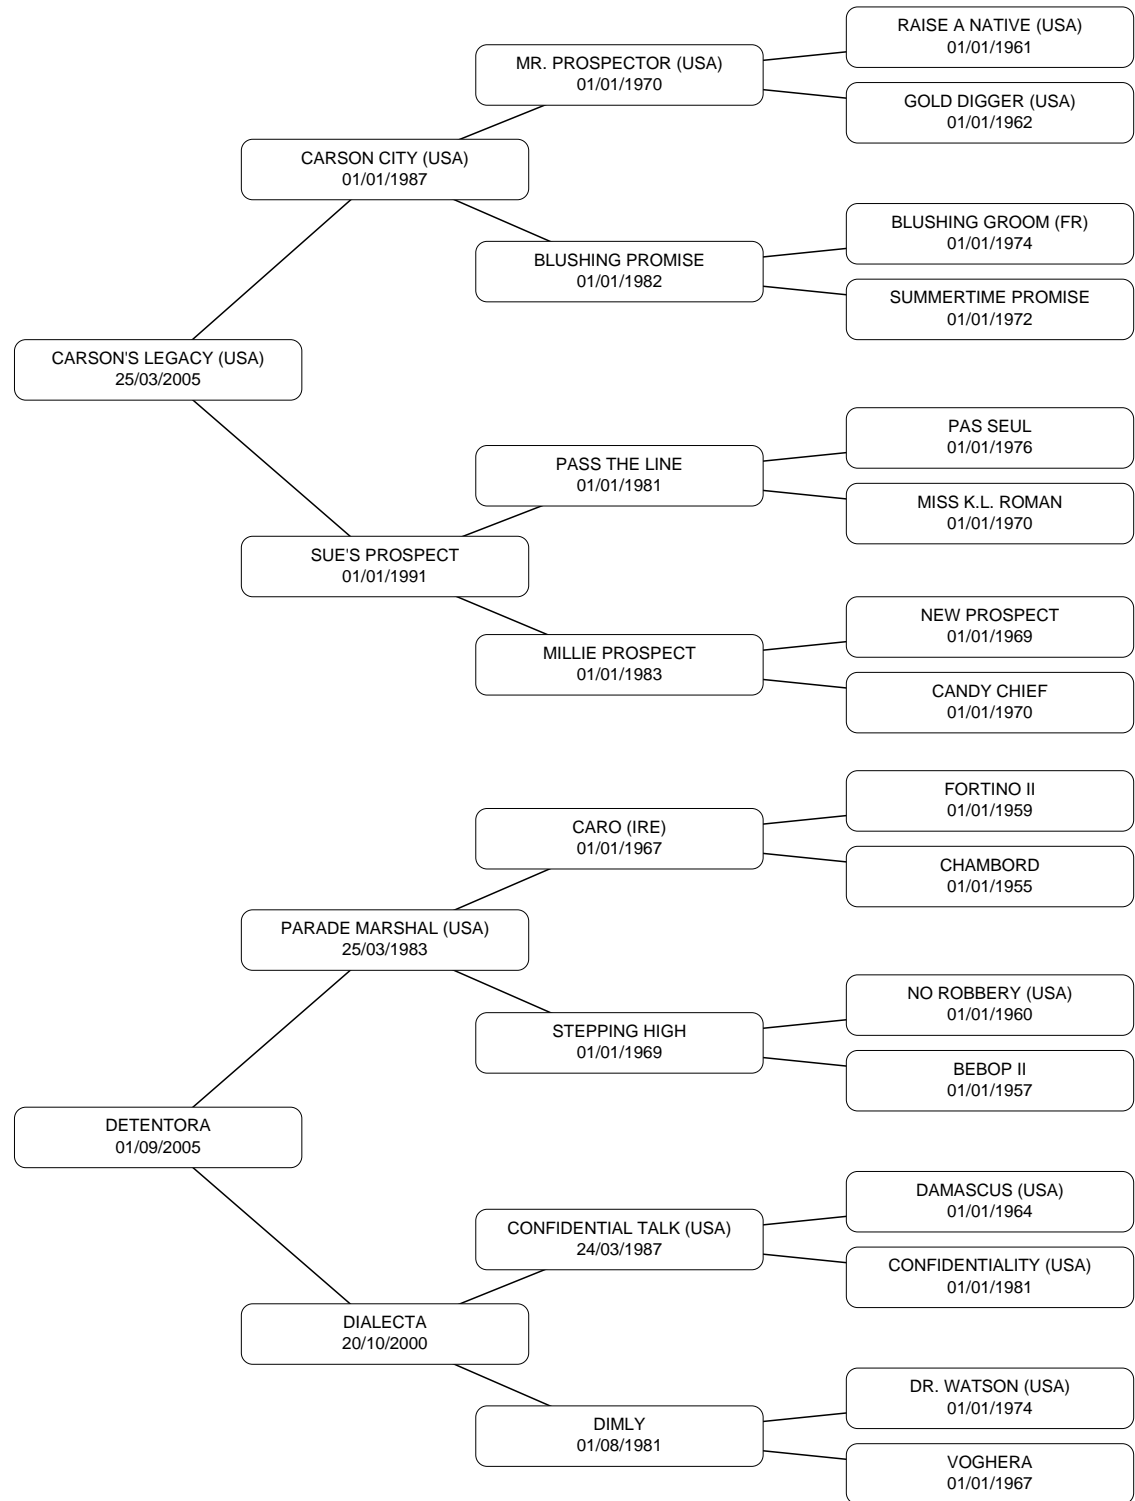 RAISE A NATIVE (USA)
01/01/1961
MR. PROSPECTOR (USA)
01/01/1970
GOLD DIGGER (USA)
01/01/1962
CARSON CITY (USA)
01/01/1987
BLUSHING GROOM (FR)
01/01/1974
BLUSHING PROMISE
01/01/1982
SUMMERTIME PROMISE
01/01/1972
CARSON'S LEGACY (USA)
25/03/2005
PAS SEUL
01/01/1976
PASS THE LINE
01/01/1981
MISS K.L. ROMAN
01/01/1970
SUE'S PROSPECT
01/01/1991
NEW PROSPECT
01/01/1969
MILLIE PROSPECT
01/01/1983
CANDY CHIEF
01/01/1970
FORTINO II
01/01/1959
CARO (IRE)
01/01/1967
CHAMBORD
01/01/1955
PARADE MARSHAL (USA)
25/03/1983
NO ROBBERY (USA)
01/01/1960
STEPPING HIGH
01/01/1969
BEBOP II
01/01/1957
DETENTORA
01/09/2005
DAMASCUS (USA)
01/01/1964
CONFIDENTIAL TALK (USA)
24/03/1987
CONFIDENTIALITY (USA)
01/01/1981
DIALECTA
20/10/2000
DR. WATSON (USA)
01/01/1974
DIMLY
01/08/1981
VOGHERA
01/01/1967